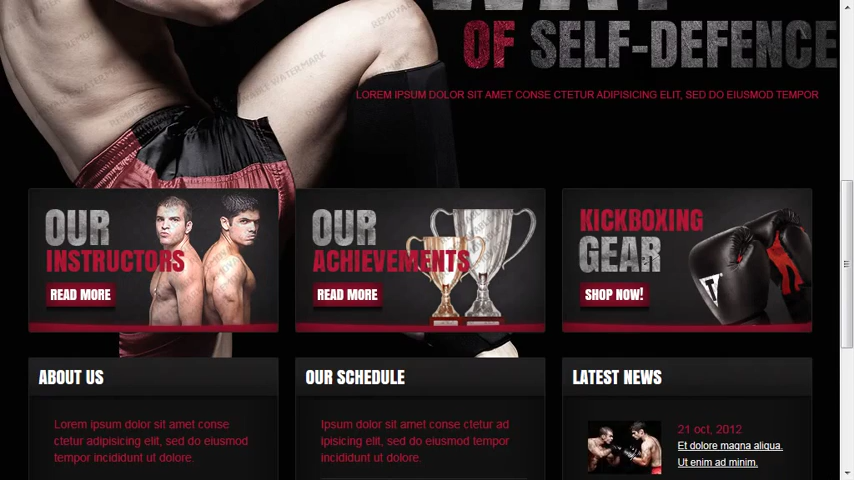 OF SELF-DEFENCE
LOREM IPSUM DOLOR SIT AMET CONSE CTETUR ADIPISICING ELIT, SED DO EIUSMOD TEMPOR
OUR
INSTRUCTORS
READ MORE
OUR
ACHIEVEMENTS
READ MORE
KICKBOXING
GEAR
SHOP NOW!
ABOUT US
Lorem ipsum dolor sit amet conse
ctetur adipisicing elit, sed do eiusmod
tempor incididunt ut dolore.
OUR SCHEDULE
Ipsum dolor sit amet conse ctetur ad
ipisicing elit, sed do eiusmod tempor
incididunt ut dolore.
LATEST NEWS
21 oct, 2012
Et dolore magna aliqua.
Ut enim ad minim.